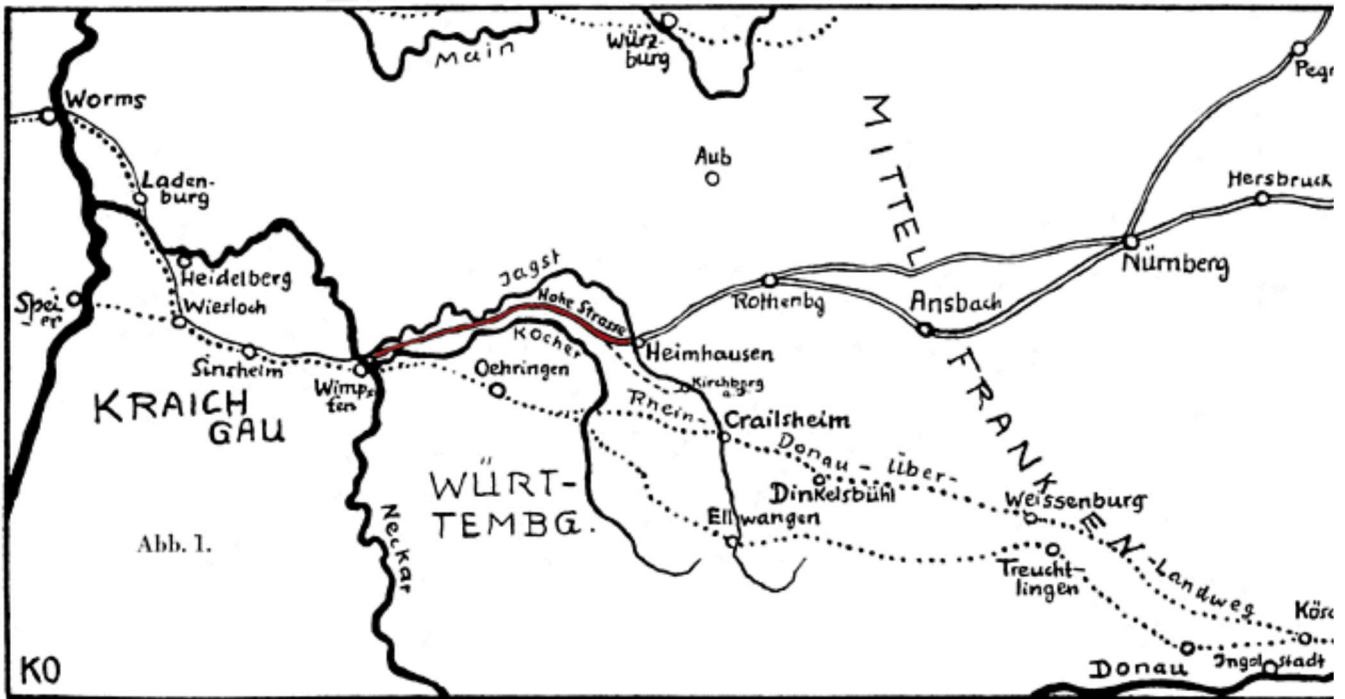 Main
Würz-
burg
Pegn
Worms
MITTEL
Aub
Laden-
burg
Hersbruck
Heidelberg
Jagst
Nürnberg
Spei
er
Wiesloch
Hohe Strasse
Rothenbg
Ansbach
Kocher
Heimhausen
Sinsheim
Wimp-
fen
Oehringen
Kirchberg
a.
FRANKEN
KRAICH
GAU
Rhein-
Crailsheim
Donau-Über-
WÜRT-
TEMBG.
Dinkelsbühl
Weissenburg
Neckar
Ellwangen
Abb. 1.
Treucht-
lingen
-Landweg
Kösc
KO
Donau
Ingolstadt